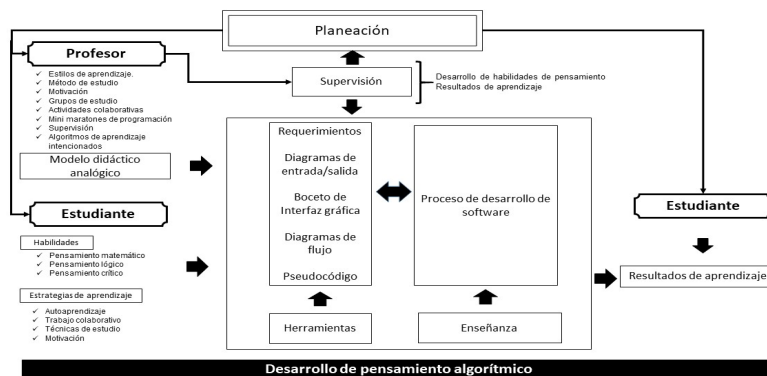 Planeación
Profesor
Estilos de aprendizaje.
Método de estudio
Motivación
Grupos de estudio
Actividades colaborativas
Mini maratones de programación
Supervisión
Algoritmos de aprendizaje
intencionados
Supervisión
Desarrollo de habilidades de pensamiento
Resultados de aprendizaje
Modelo didáctico
analógico
Estudiante
Habilidades
Pensamiento matemático
Pensamiento lógico
Pensamiento crítico
Estrategias de aprendizaje
Autoaprendizaje
Trabajo colaborativo
Técnicas de estudio
Motivación
Requerimientos
Diagramas de
entrada/salida
Boceto de
Interfaz gráfica
Diagramas de
flujo
Pseudocódigo
Proceso de desarrollo de
software
Herramientas
Enseñanza
Estudiante
Resultados de aprendizaje
Desarrollo de pensamiento algorítmico